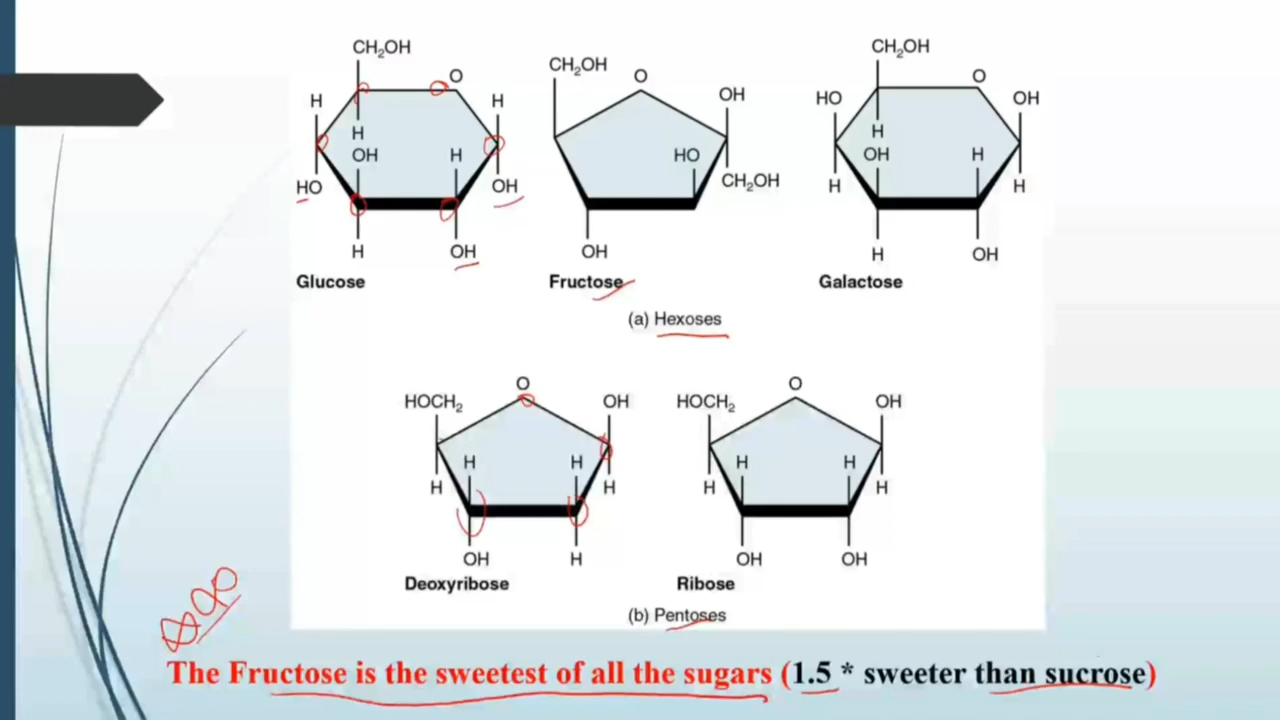 CH₂OH
O
H
H
H
OH
H
HO
OH
H
OH
Glucose
CH₂OH
O
OH
HO
CH₂OH
OH
Fructose
CH₂OH
O
HO
OH
H
OH
H
H
H
H
OH
Galactose
(a) Hexoses
HOCH₂
O
OH
H
H
H
H
OH
H
Deoxyribose
HOCH₂
O
OH
H
H
H
H
OH
OH
Ribose
(b) Pentoses
The Fructose is the sweetest of all the sugars (1.5 * sweeter than sucrose)